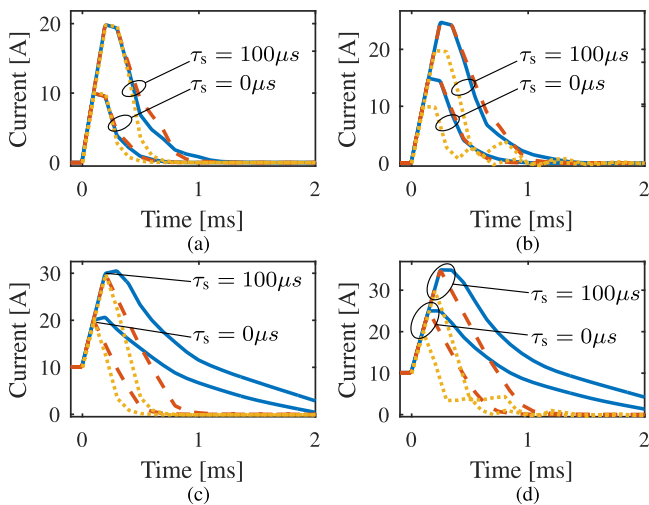 20
10
0
Current [A]
τs = 100μs
τs = 0μs
0
1
2
Time [ms]
(a)
20
10
0
Current [A]
τs = 100μs
τs = 0μs
0
1
2
Time [ms]
(b)
30
20
10
0
Current [A]
τs = 100μs
τs = 0μs
0
1
2
Time [ms]
(c)
30
20
10
0
Current [A]
τs = 100μs
τs = 0μs
0
1
2
Time [ms]
(d)